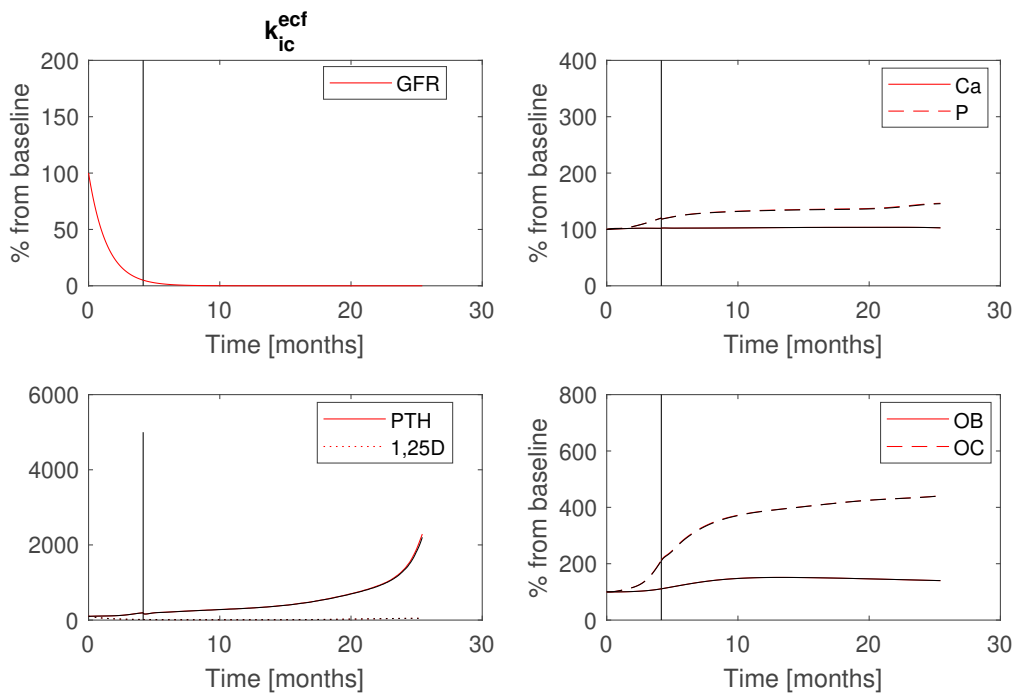 k_ic^ecf
% from baseline
200
150
100
50
0
GFR
0 10 20 30
Time [months]
% from baseline
400
300
200
100
0
Ca
P
0 10 20 30
Time [months]
6000
4000
2000
0
PTH
1,25D
0 10 20 30
Time [months]
% from baseline
800
600
400
200
0
OB
OC
0 10 20 30
Time [months]